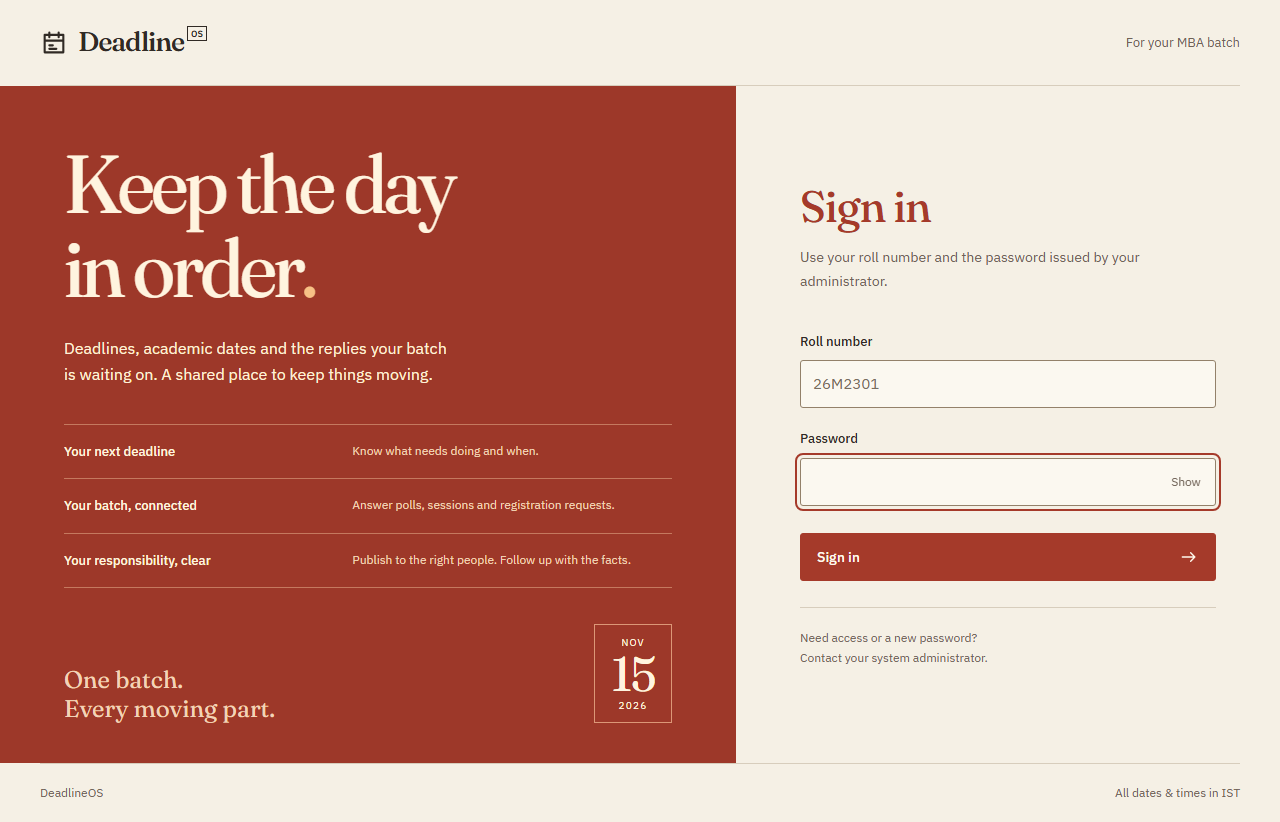 Deadline OS
For your MBA batch
Keep the day
in order.
Deadlines, academic dates and the replies your batch
is waiting on. A shared place to keep things moving.
Your next deadline
Know what needs doing and when.
Your batch, connected
Answer polls, sessions and registration requests.
Your responsibility, clear
Publish to the right people. Follow up with the facts.
One batch.
Every moving part.
NOV
15
2026
Sign in
Use your roll number and the password issued by your
administrator.
Roll number
26M2301
Password
Show
Sign in
Need access or a new password?
Contact your system administrator.
DeadlineOS
All dates & times in IST